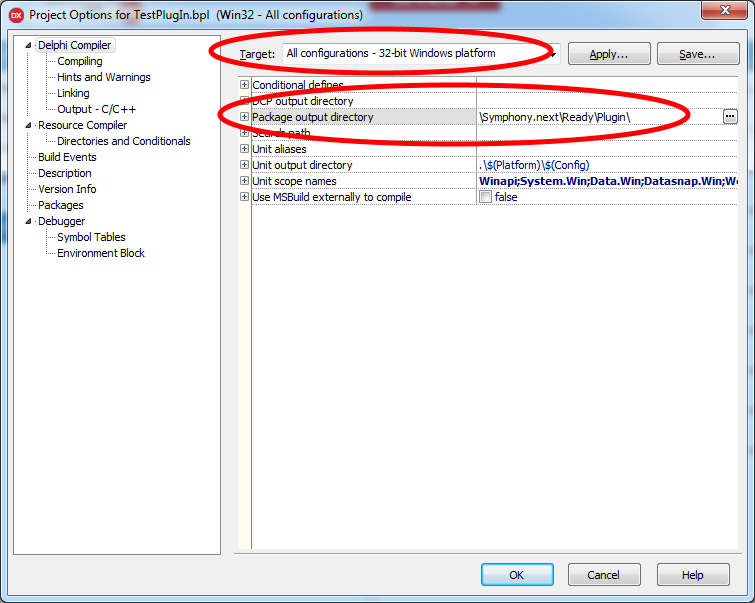 DX Project Options for TestPlugIn.bpl (Win32 - All configurations)
Delphi Compiler
Compiling
Hints and Warnings
Linking
Output - C/C++
Resource Compiler
Directories and Conditionals
Build Events
Description
Version Info
Packages
Debugger
Symbol Tables
Environment Block
Target: All configurations - 32-bit Windows platform Apply... Save...
Conditional defines
DCP output directory
Package output directory \Symphony.next\Ready\Plugin\ ...
Search path
Unit aliases
Unit output directory .\$(Platform)\$(Config)
Unit scope names Winapi;System.Win;Data.Win;Datasnap.Win;We
Use MSBuild externally to compile false
OK Cancel Help